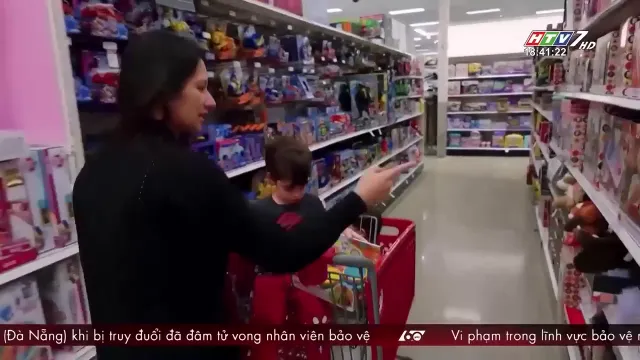 HTV7 HD
18:41:22
(Đà Nẵng) khi bị truy đuổi đã đâm tử vong nhân viên bảo vệ 60 Vi phạm trong lĩnh vực bảo vệ